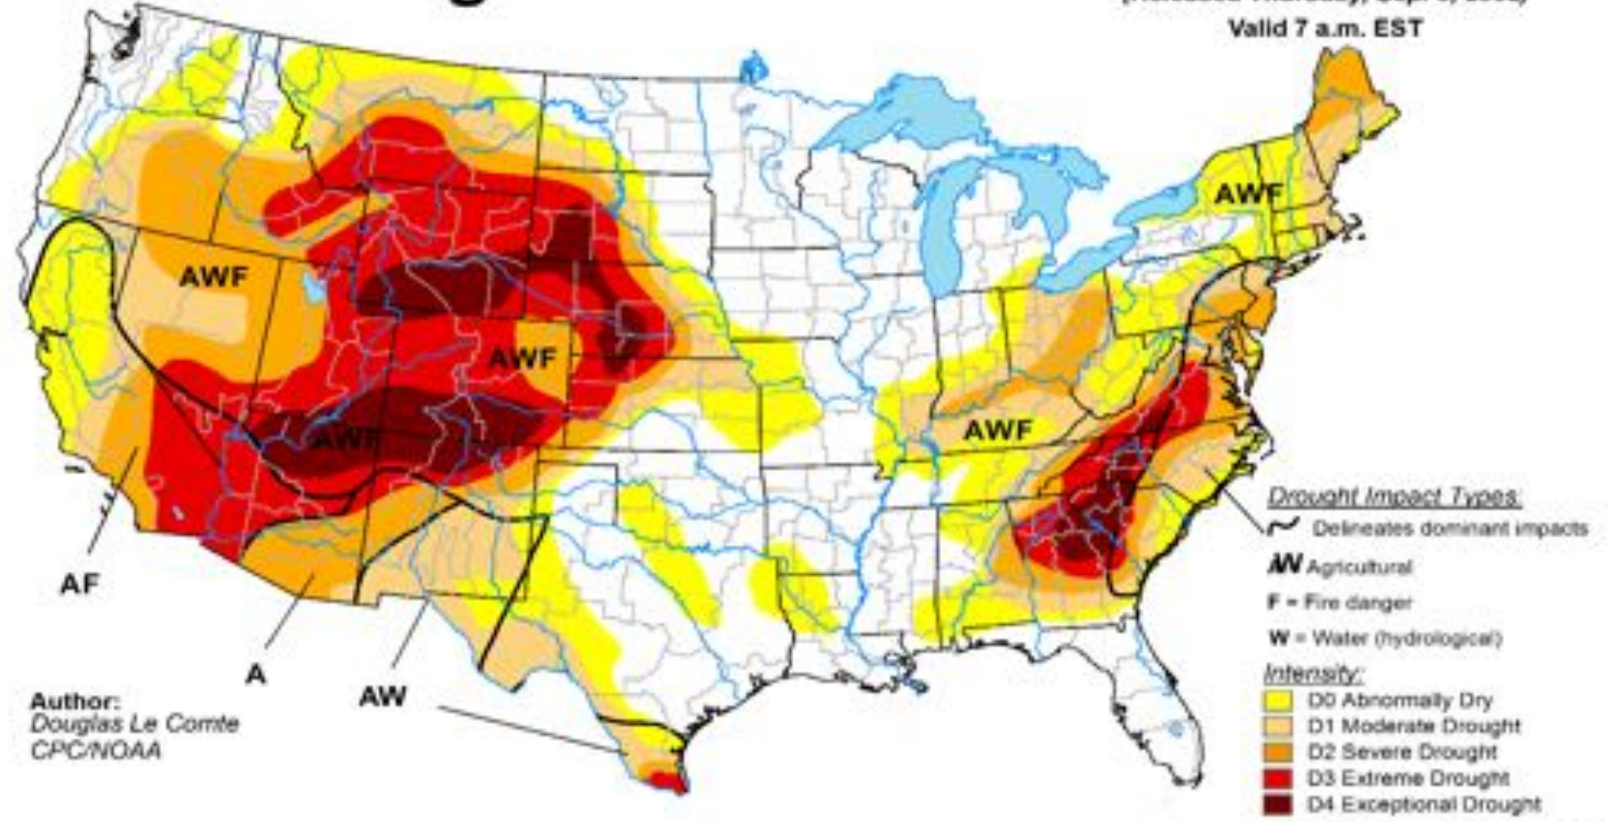 Valid 7 a.m. EST
AWF
AWF
AWF
AWF
AWF
AF
A
AW
Author:
Douglas Le Comte
CPC/NOAA
Drought Impact Types:
Delineates dominant impacts
AW Agricultural
F = Fire danger
W = Water (hydrological)
Intensity:
D0 Abnormally Dry
D1 Moderate Drought
D2 Severe Drought
D3 Extreme Drought
D4 Exceptional Drought